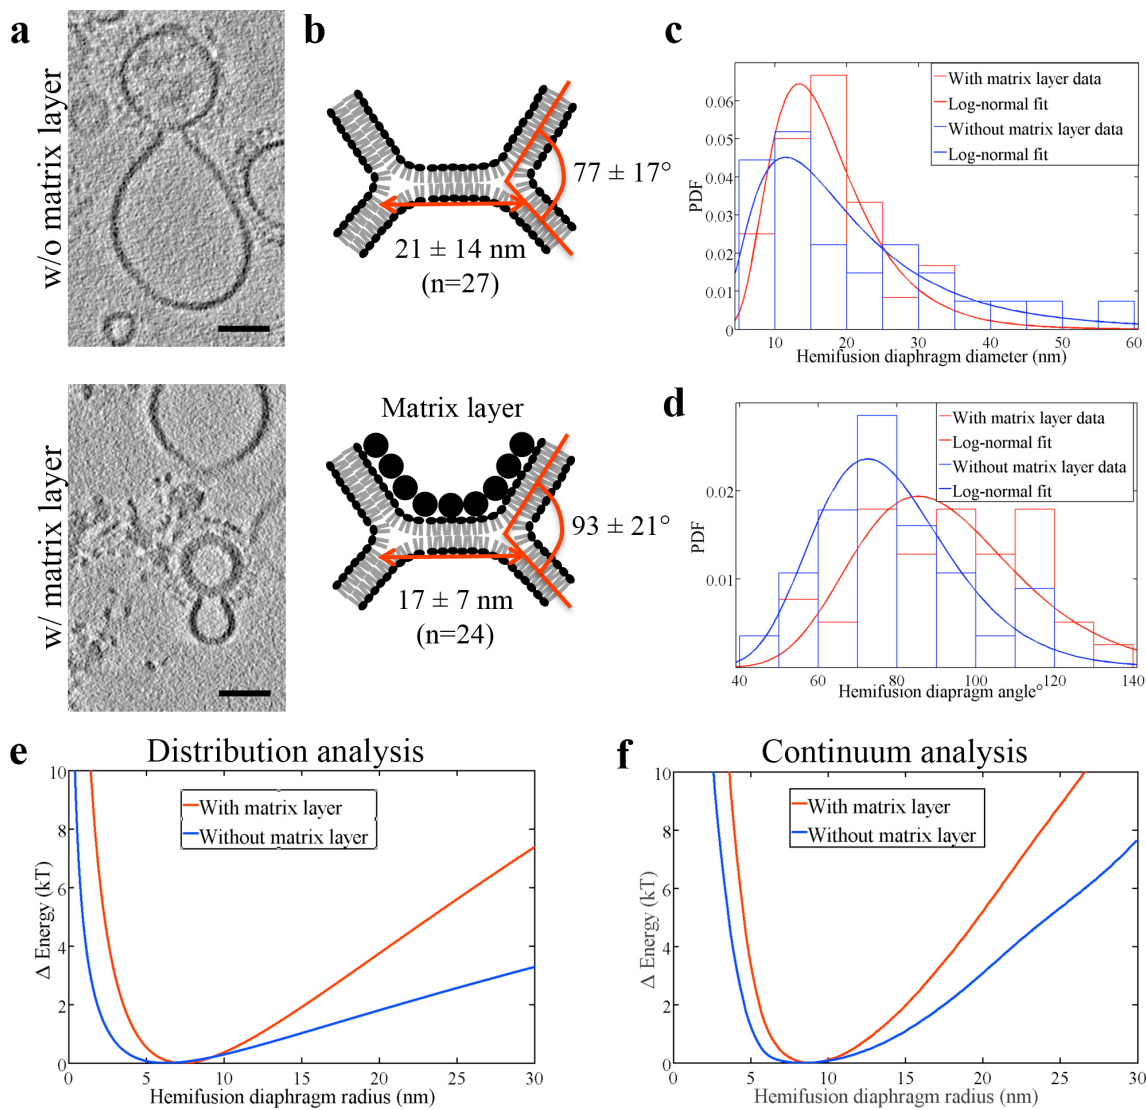 a
w/o matrix layer
w/ matrix layer
b
77 ± 17°
21 ± 14 nm
(n=27)
Matrix layer
93 ± 21°
17 ± 7 nm
(n=24)
c
With matrix layer data
Log-normal fit
Without matrix layer data
Log-normal fit
PDF
0.06
0.05
0.04
0.03
0.02
0.01
0
10
20
30
40
50
60
Hemifusion diaphragm diameter (nm)
d
With matrix layer data
Log-normal fit
Without matrix layer data
Log-normal fit
PDF
0.02
0.01
40
60
80
100
120
140
Hemifusion diapragm angle°
e
Distribution analysis
With matrix layer
Without matrix layer
Δ Energy (kT)
10
8
6
4
2
0
0
5
10
15
20
25
30
Hemifusion diaphragm radius (nm)
f
Continuum analysis
With matrix layer
Without matrix layer
Δ Energy (kT)
10
8
6
4
2
0
0
5
10
15
20
25
30
Hemifusion diaphragm radius (nm)